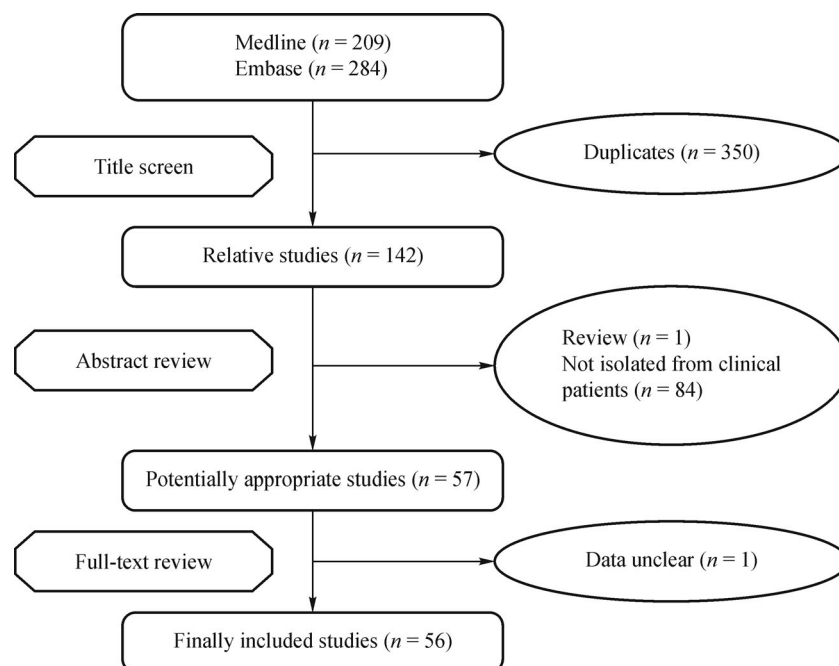 Medline (n = 209)
Embase (n = 284)
Title screen
Duplicates (n = 350)
Relative studies (n = 142)
Abstract review
Review (n = 1)
Not isolated from clinical
patients (n = 84)
Potentially appropriate studies (n = 57)
Full-text review
Data unclear (n = 1)
Finally included studies (n = 56)